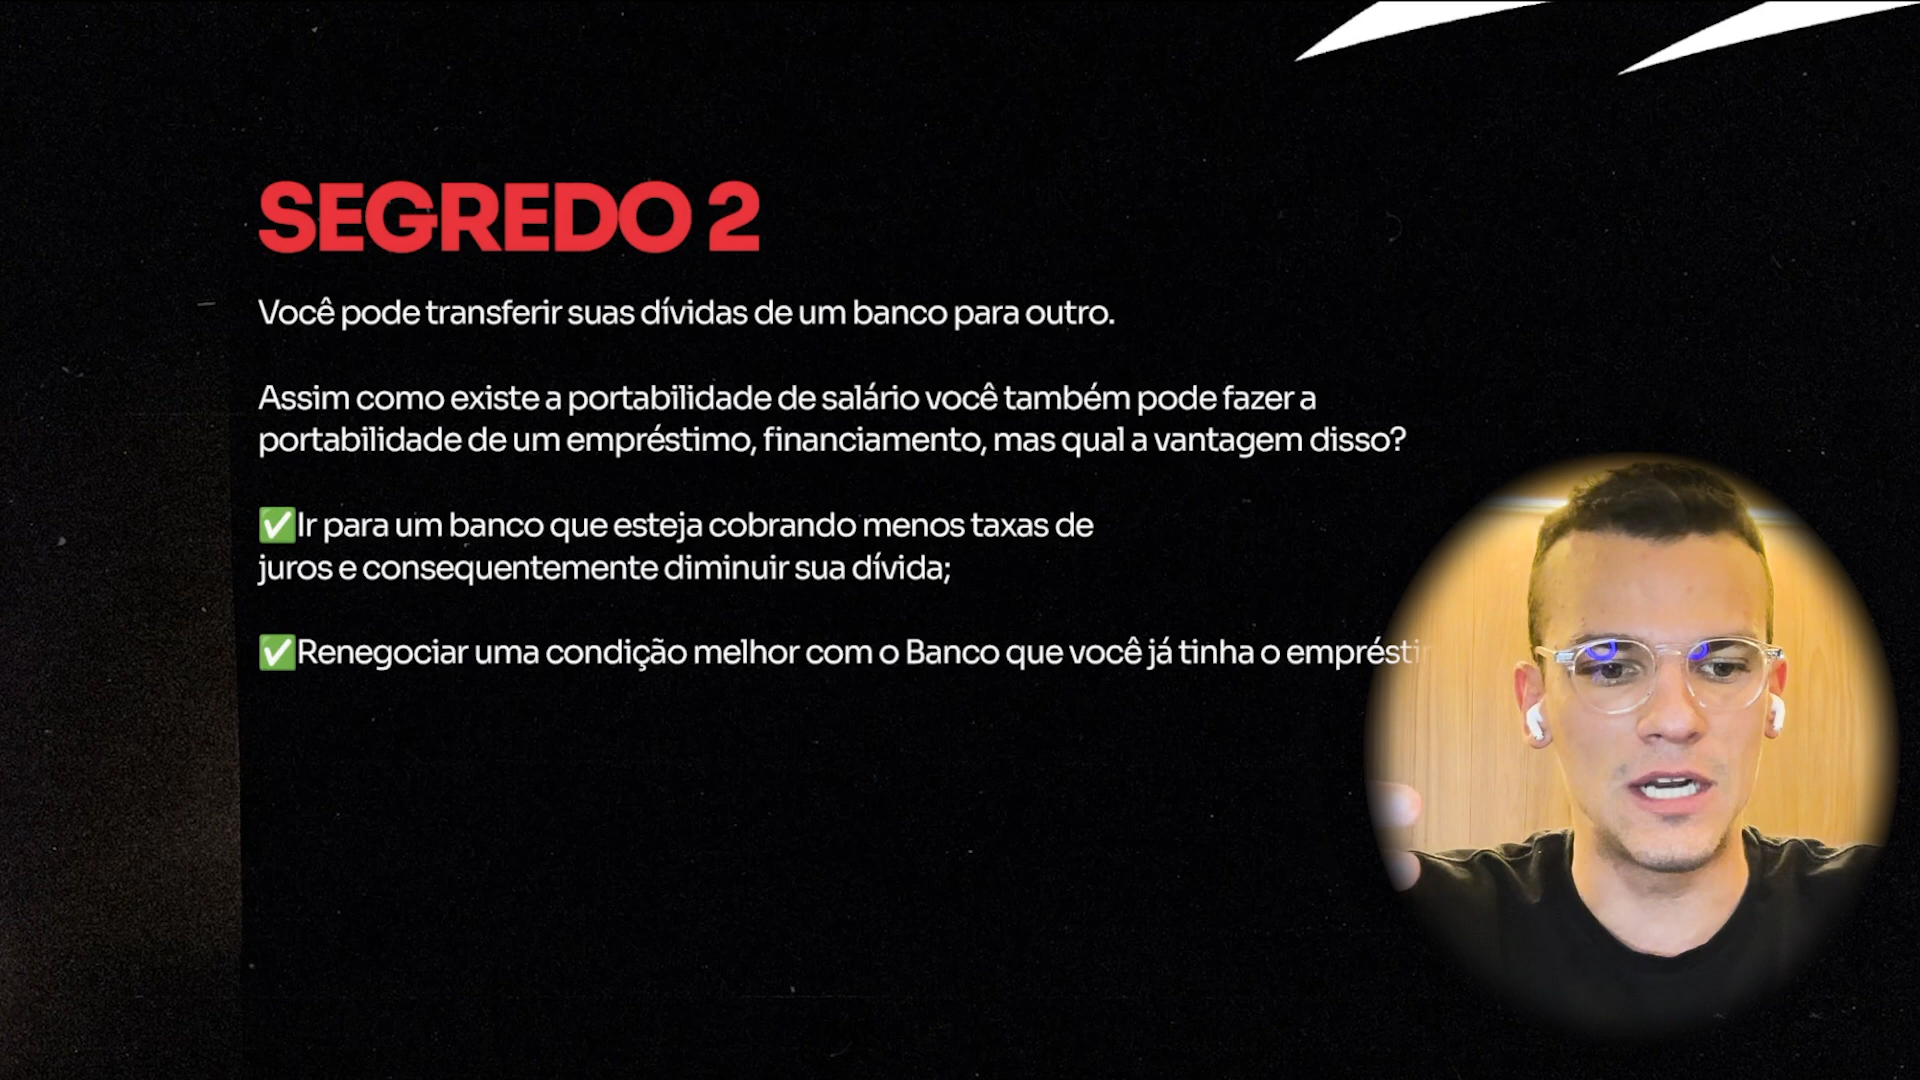 SEGREDO 2
Você pode transferir suas dívidas de um banco para outro.
Assim como existe a portabilidade de salário você também pode fazer a
portabilidade de um empréstimo, financiamento, mas qual a vantagem disso?
✅Ir para um banco que esteja cobrando menos taxas de
juros e consequentemente diminuir sua dívida;
✅Renegociar uma condição melhor com o Banco que você já tinha o